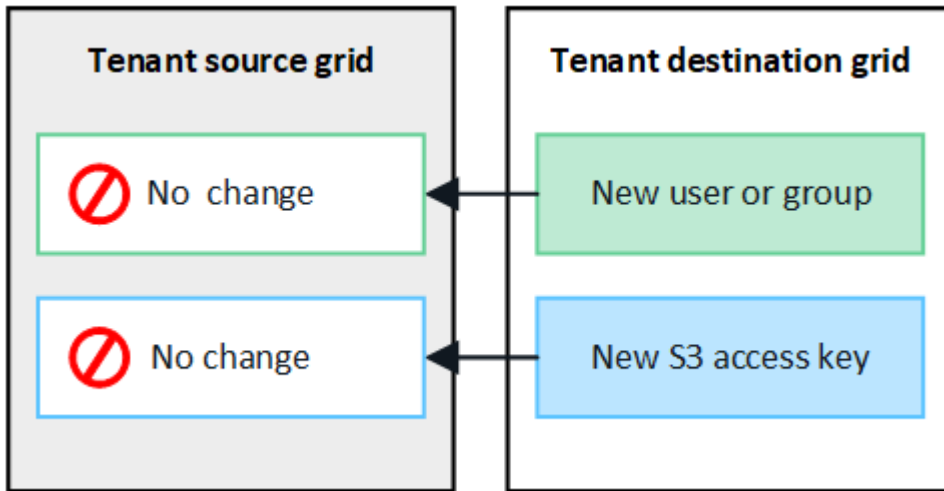 Tenant source grid
No change
No change
Tenant destination grid
New user or group
New S3 access key